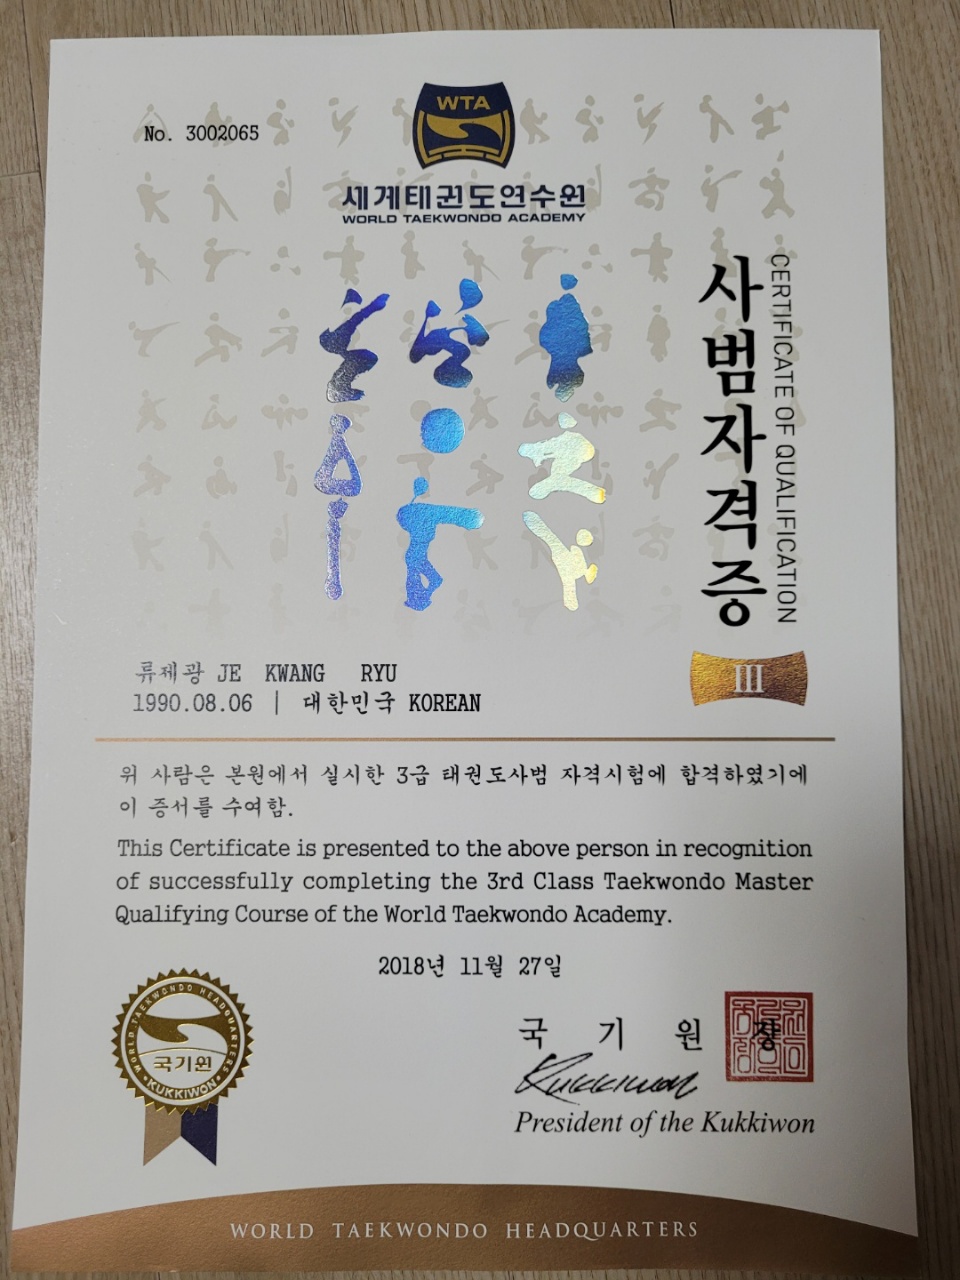 No. 3002065
WTA
세계태권도연수원
WORLD TAEKWONDO ACADEMY
사범자격증
CERTIFICATE OF QUALIFICATION
III
류제광 JE KWANG RYU
1990.08.06 | 대한민국 KOREAN
위 사람은 본원에서 실시한 3급 태권도사범 자격시험에 합격하였기에
이 증서를 수여함.
This Certificate is presented to the above person in recognition
of successfully completing the 3rd Class Taekwondo Master
Qualifying Course of the World Taekwondo Academy.
2018년 11월 27일
국기원장
Kukkiwon
President of the Kukkiwon
WORLD TAEKWONDO HEADQUARTERS
국기원
KUKKIWON
WORLD TAEKWONDO HEADQUARTERS